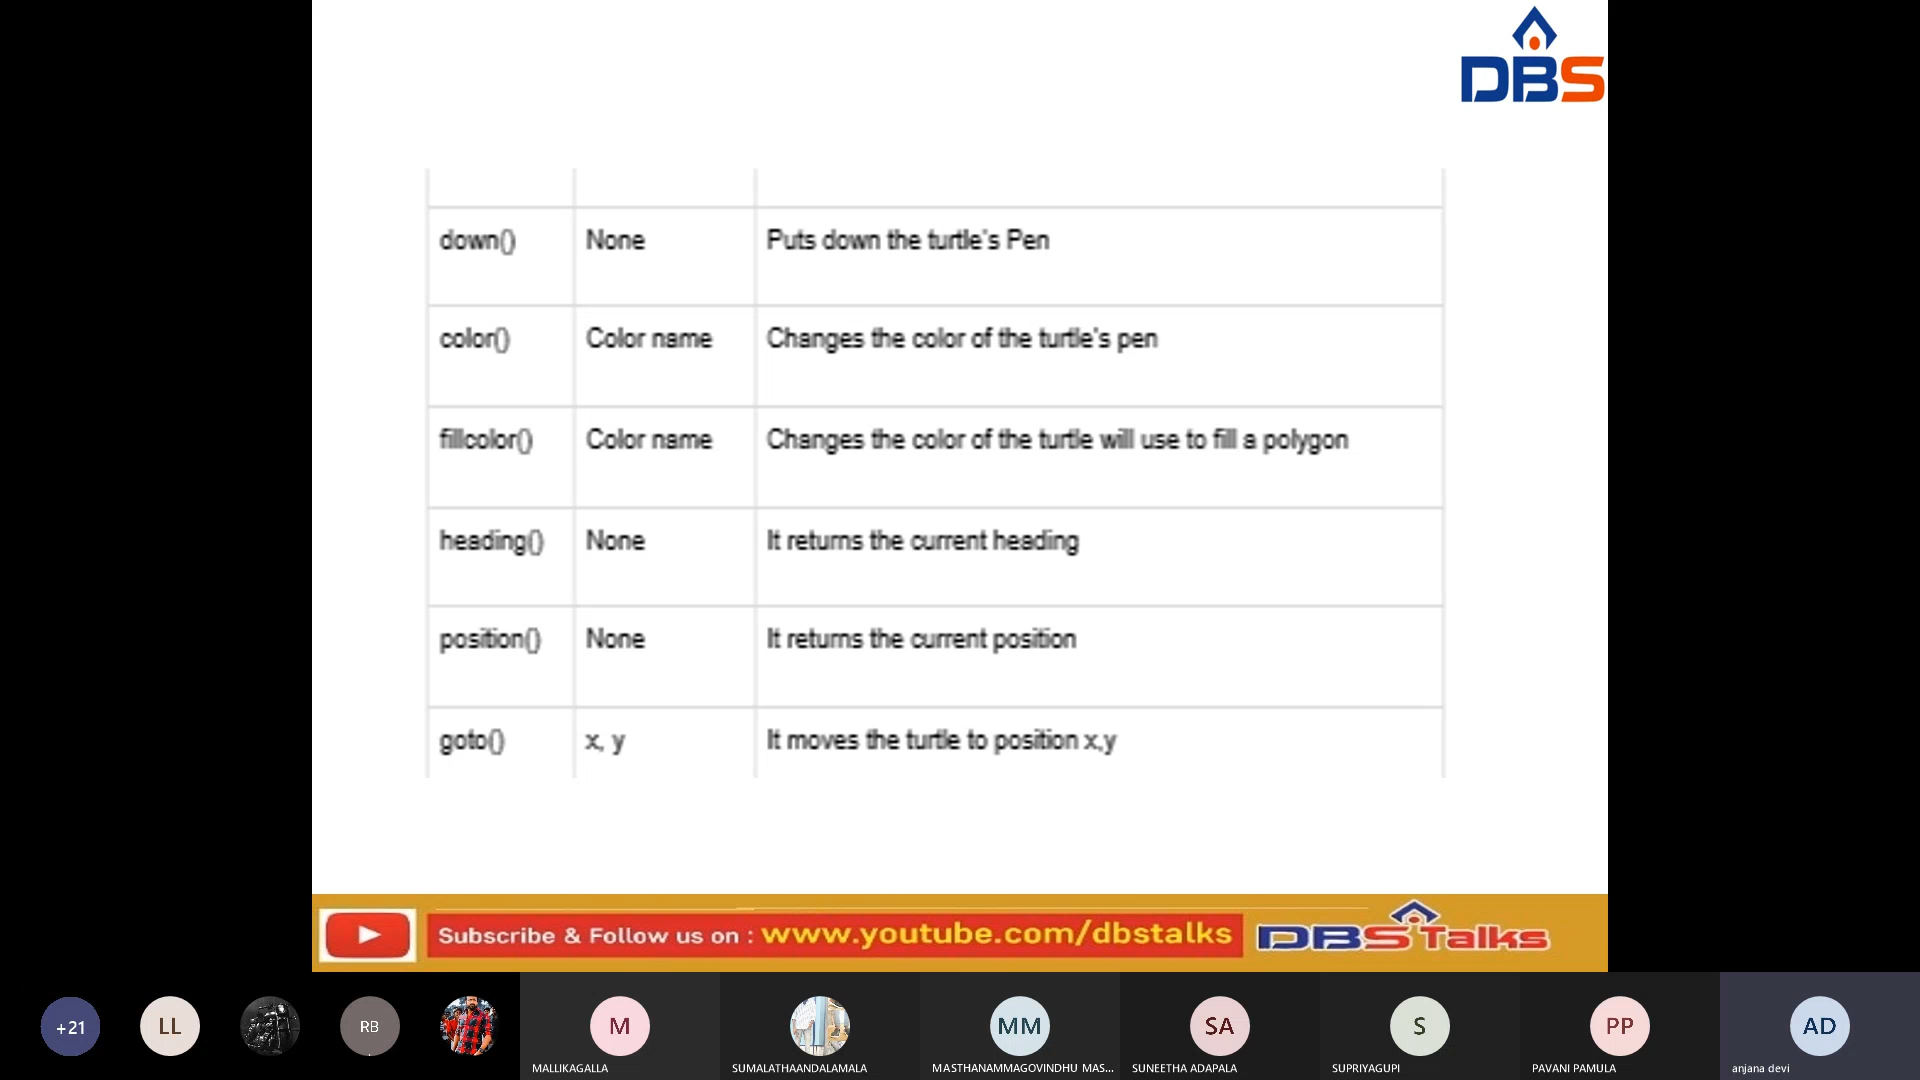 DBS
down() None Puts down the turtle's Pen
color() Color name Changes the color of the turtle's pen
fillcolor() Color name Changes the color of the turtle will use to fill a polygon
heading() None It returns the current heading
position() None It returns the current position
goto() x, y It moves the turtle to position x,y
Subscribe & Follow us on : www.youtube.com/dbstalks DBS Talks
+21 LL RB M MM SA S PP AD
MALLIKAGALLA SUMALATHAANDALAMALA MASTHANAMMAGOVINDHU MAS... SUNEETHA ADAPALA SUPRIYAGUPI PAVANI PAMULA anjana devi